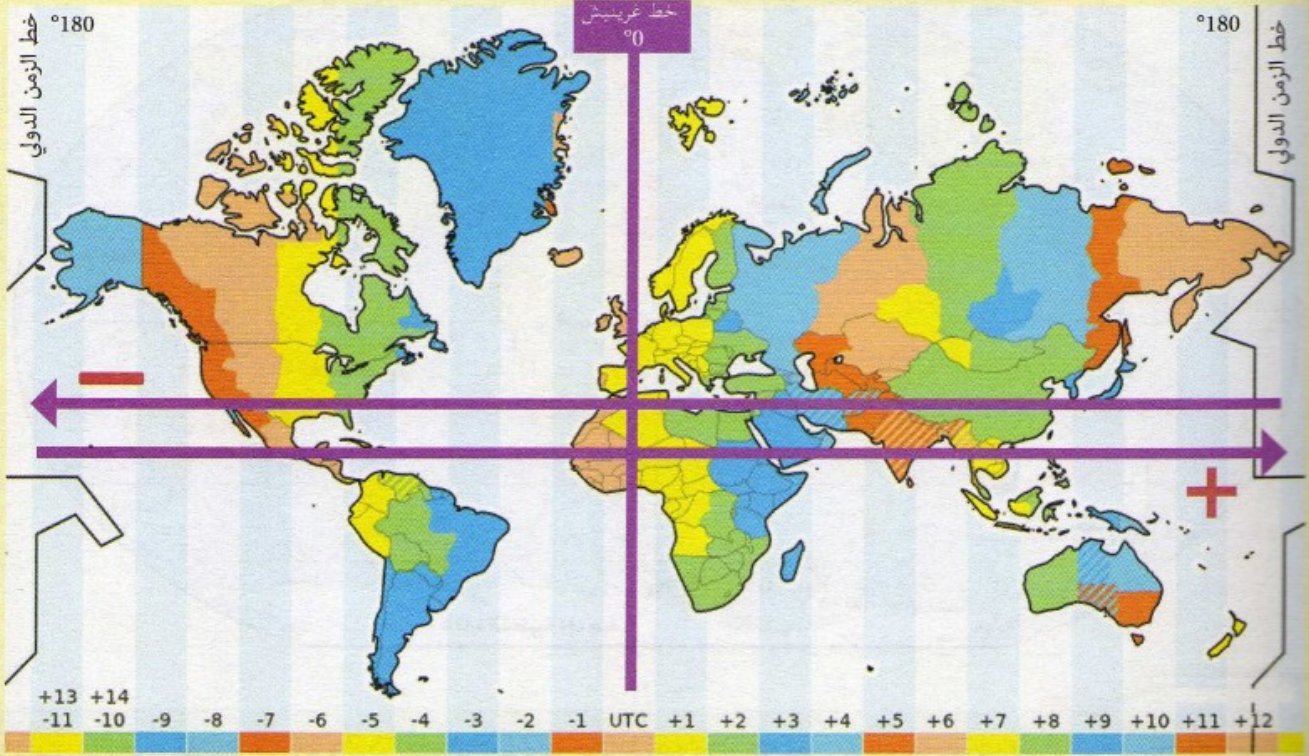 خط غرينيش
°0
°180
°180
خط الزمن الدولي
خط الزمن الدولي
+13 +14
-11 -10 -9 -8 -7 -6 -5 -4 -3 -2 -1 UTC +1 +2 +3 +4 +5 +6 +7 +8 +9 +10 +11 +12